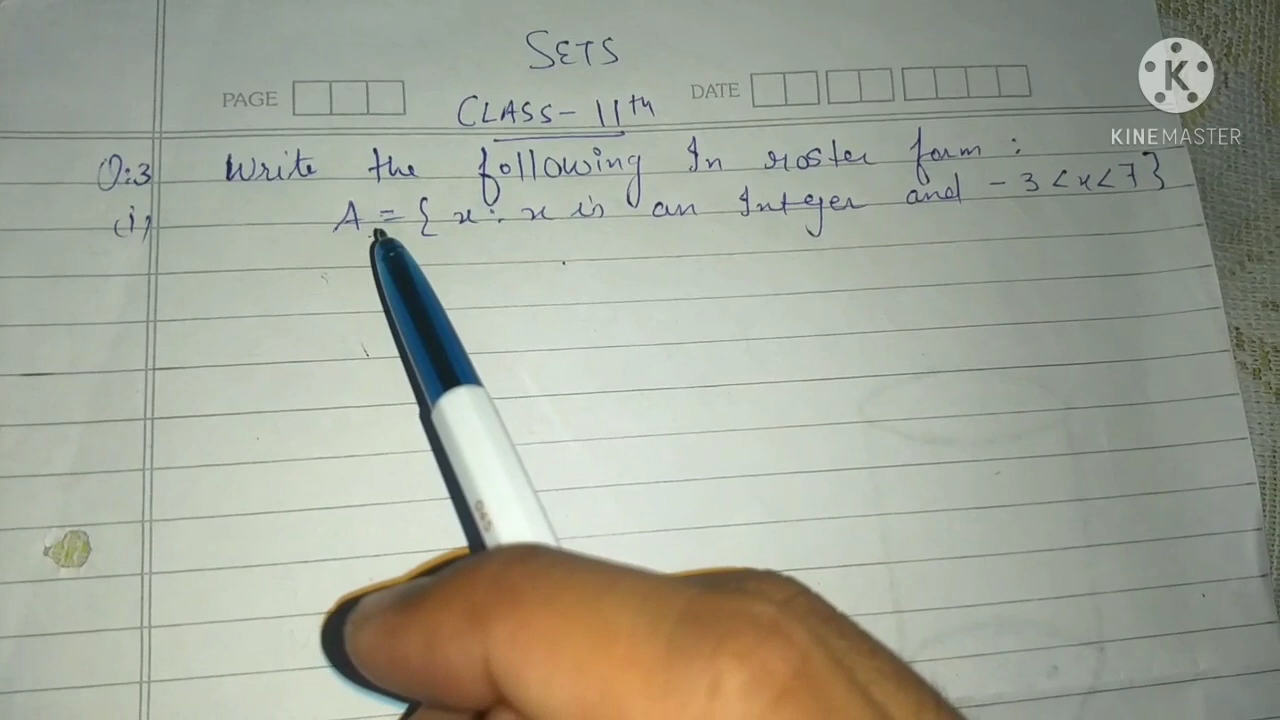 SETS
PAGE
DATE
CLASS - 11th
KINEMASTER
Q:3 Write the following In roster form :
(i) A = { x : x is an Integer and - 3 < x < 7 }